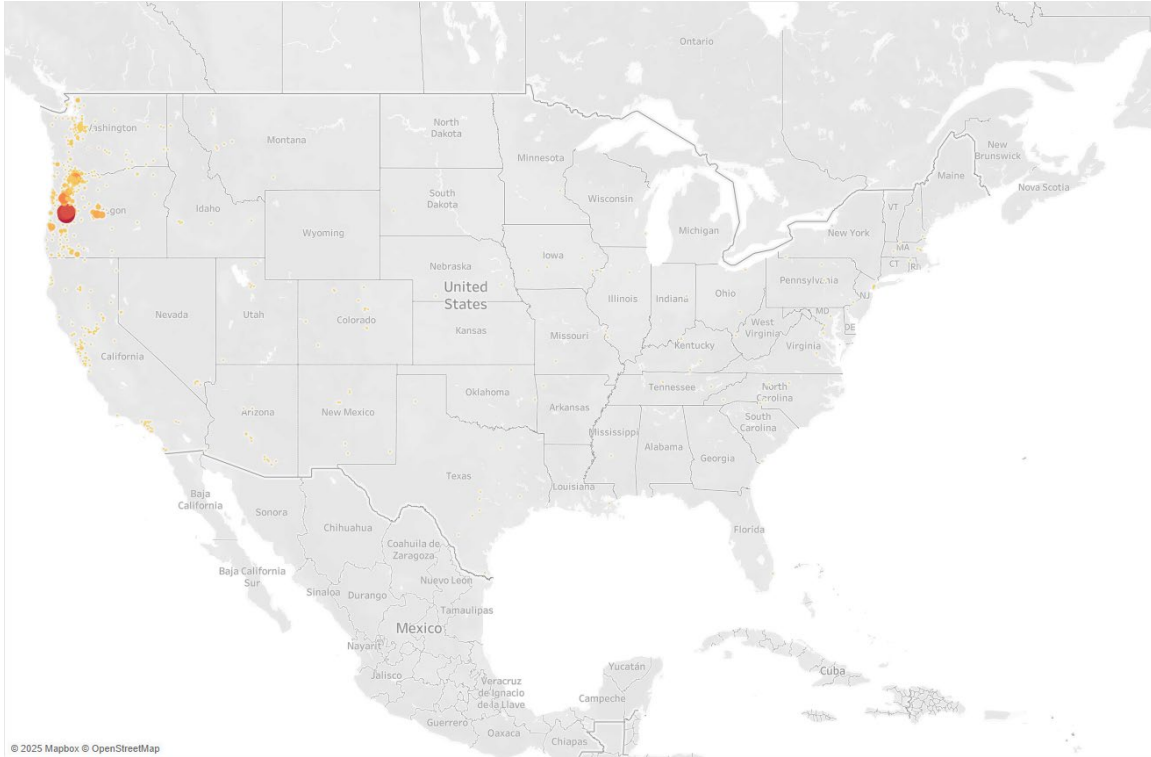 Ontario
Washington
Montana
North
Dakota
Minnesota
New
Brunswick
Maine
Nova Scotia
South
Dakota
Wisconsin
Michigan
VT
Idaho
Wyoming
New York
MA
CT
RI
Iowa
Nebraska
United
States
Illinois
Indiana
Ohio
Pennsylvania
NJ
Nevada
Utah
Colorado
Kansas
Missouri
West
Virginia
MD
DE
Virginia
California
Kentucky
Arizona
New Mexico
Oklahoma
Arkansas
Tennessee
North
Carolina
South
Carolina
Mississippi
Alabama
Georgia
Texas
Louisiana
Baja
California
Sonora
Chihuahua
Florida
Coahuila de
Zaragoza
Baja California
Sur
Nuevo León
Sinaloa
Durango
Tamaulipas
Mexico
Nayarit
Jalisco
Veracruz
de Ignacio
de la Llave
Yucatán
Campeche
Cuba
Guerrero
Oaxaca
Chiapas
© 2025 Mapbox © OpenStreetMap